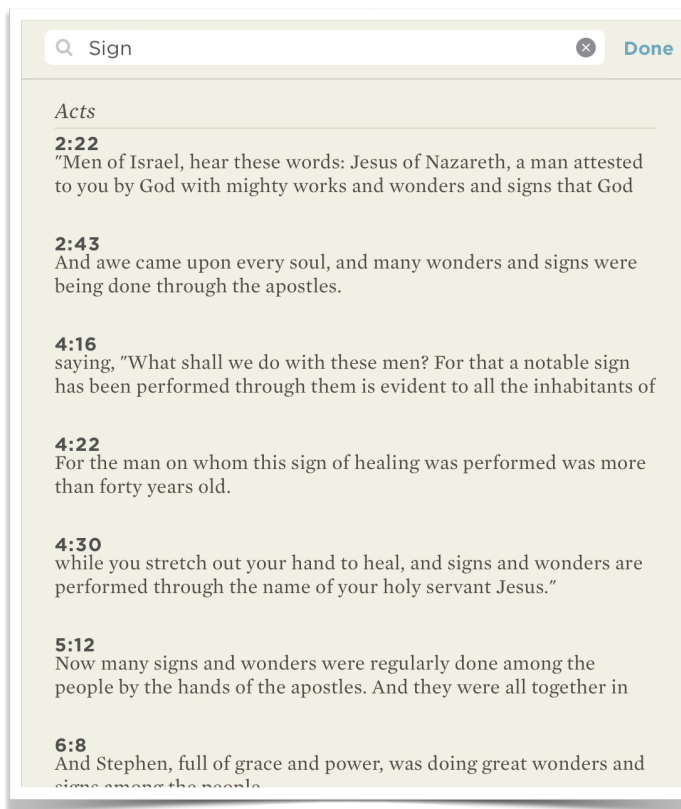 Sign
Done
Acts
2:22
"Men of Israel, hear these words: Jesus of Nazareth, a man attested
to you by God with mighty works and wonders and signs that God
2:43
And awe came upon every soul, and many wonders and signs were
being done through the apostles.
4:16
saying, "What shall we do with these men? For that a notable sign
has been performed through them is evident to all the inhabitants of
4:22
For the man on whom this sign of healing was performed was more
than forty years old.
4:30
while you stretch out your hand to heal, and signs and wonders are
performed through the name of your holy servant Jesus."
5:12
Now many signs and wonders were regularly done among the
people by the hands of the apostles. And they were all together in
6:8
And Stephen, full of grace and power, was doing great wonders and
signs among the people